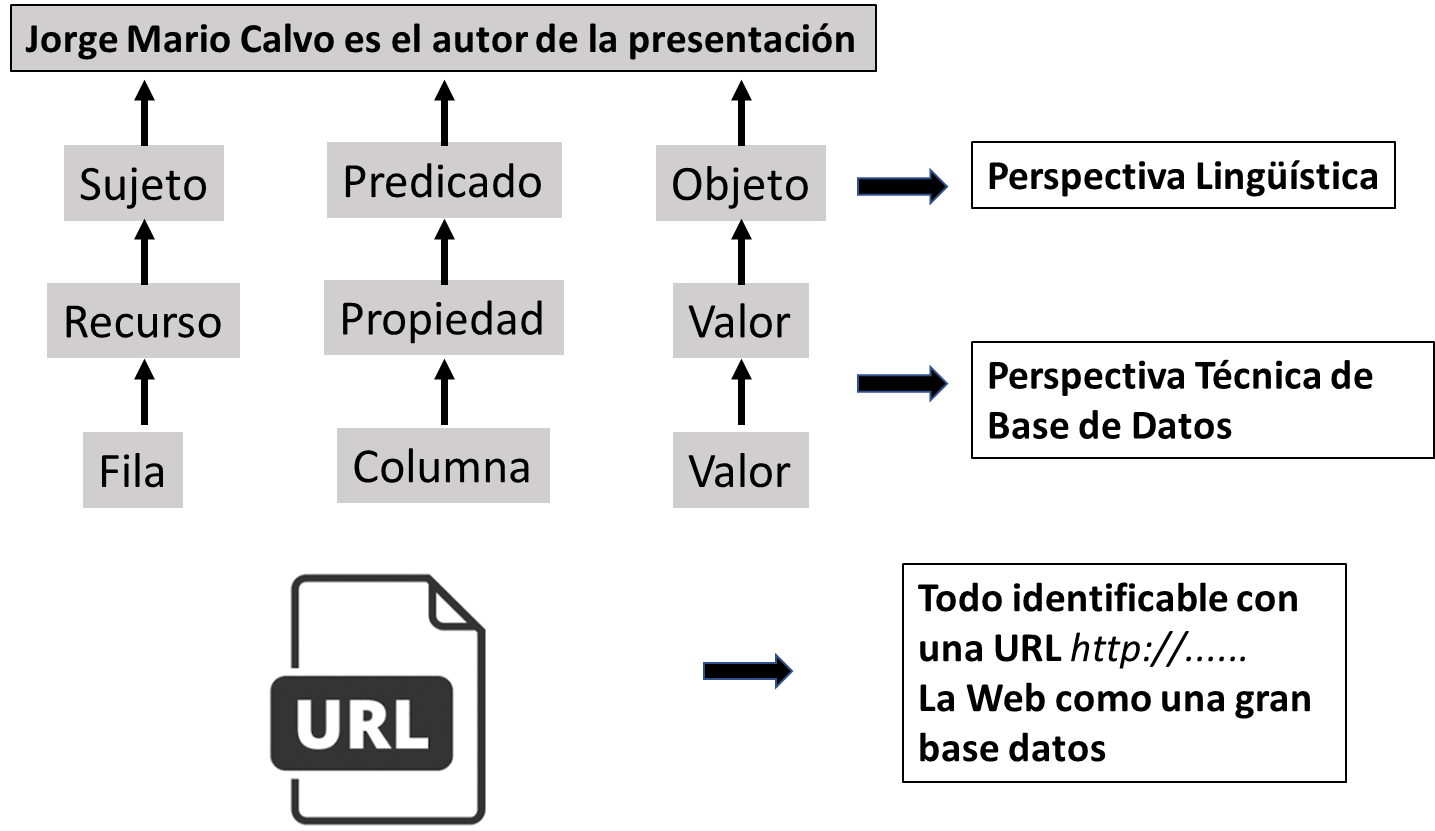 Jorge Mario Calvo es el autor de la presentación
Sujeto
Predicado
Objeto
Perspectiva Lingüística
Recurso
Propiedad
Valor
Perspectiva Técnica de
Base de Datos
Fila
Columna
Valor
URL
Todo identificable con
una URL http://......
La Web como una gran
base datos